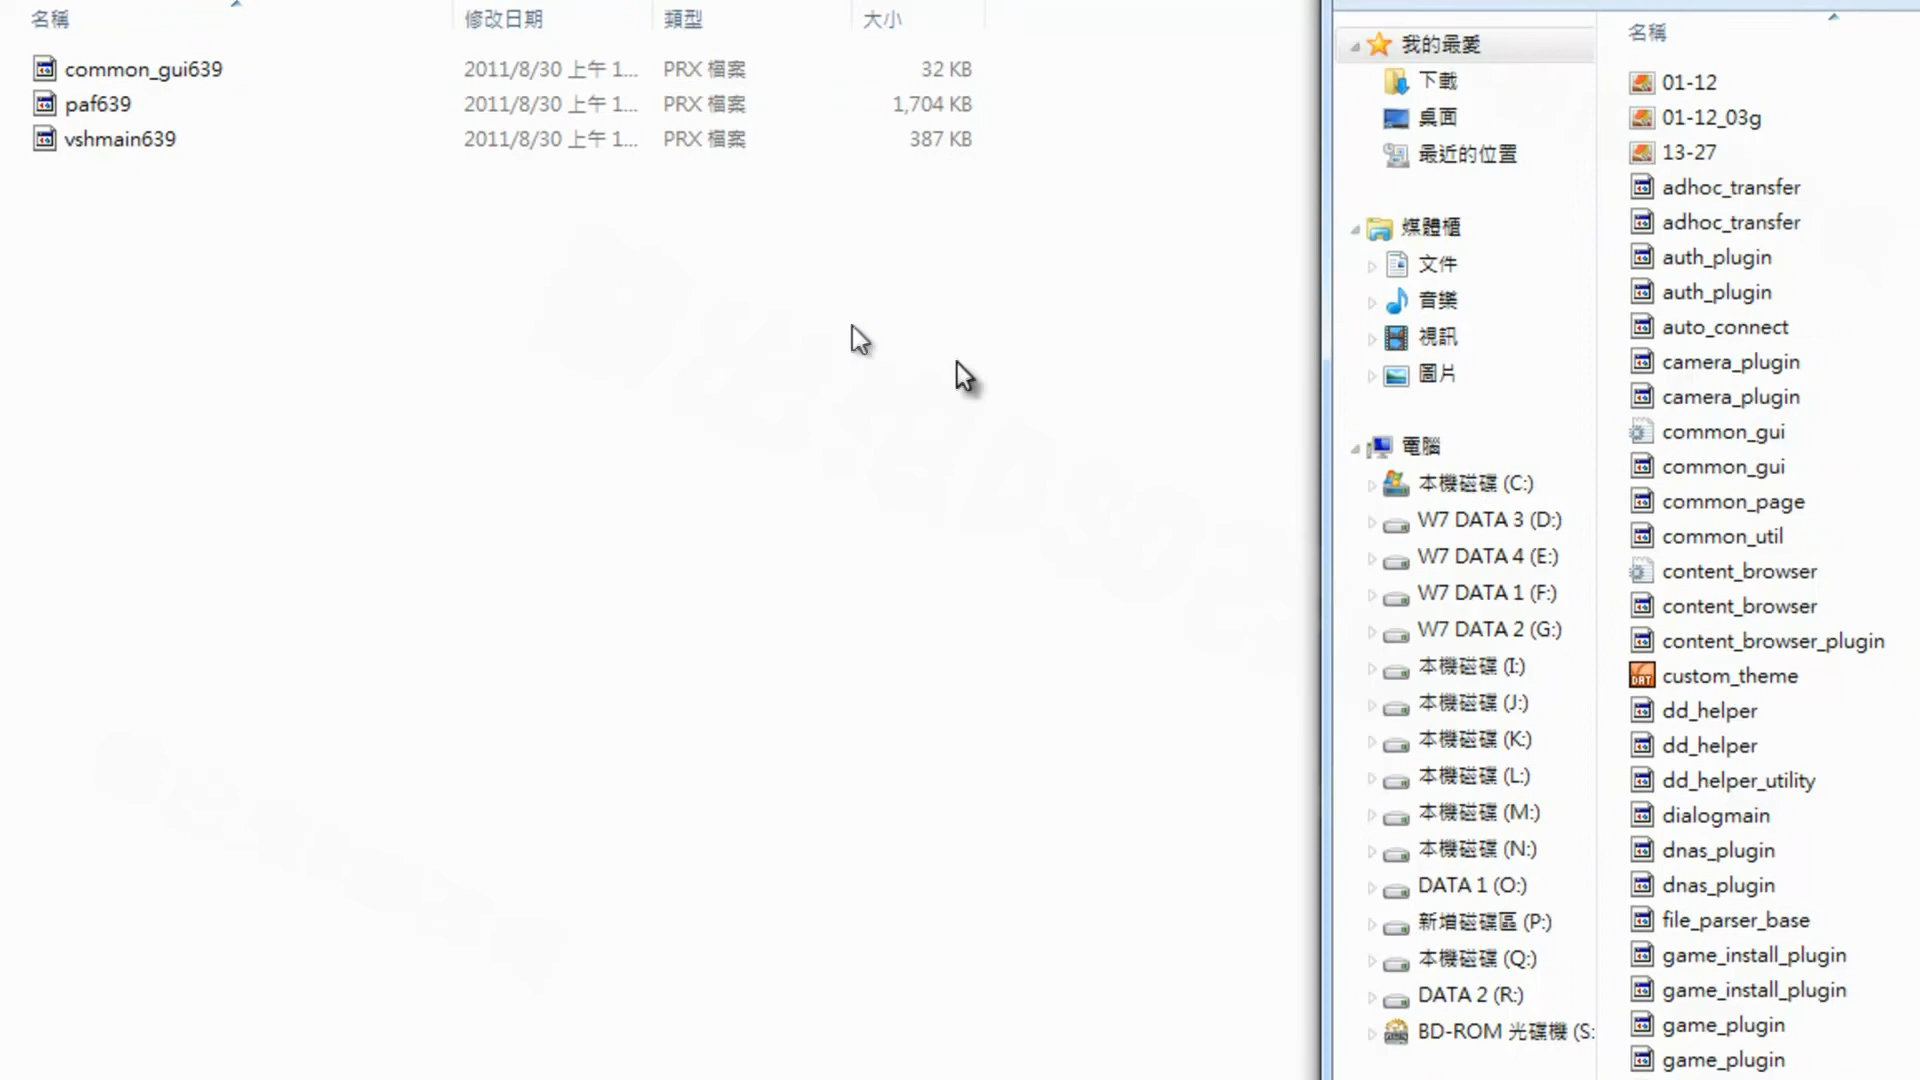 名稱 修改日期 類型 大小
common_gui639 2011/8/30 上午 1... PRX 檔案 32 KB
paf639 2011/8/30 上午 1... PRX 檔案 1,704 KB
vshmain639 2011/8/30 上午 1... PRX 檔案 387 KB
我的最愛
下載
桌面
最近的位置
媒體櫃
文件
音樂
視訊
圖片
電腦
本機磁碟 (C:)
W7 DATA 3 (D:)
W7 DATA 4 (E:)
W7 DATA 1 (F:)
W7 DATA 2 (G:)
本機磁碟 (I:)
本機磁碟 (J:)
本機磁碟 (K:)
本機磁碟 (L:)
本機磁碟 (M:)
本機磁碟 (N:)
DATA 1 (O:)
新增磁碟區 (P:)
本機磁碟 (Q:)
DATA 2 (R:)
BD-ROM 光碟機 (S:
名稱
01-12
01-12_03g
13-27
adhoc_transfer
adhoc_transfer
auth_plugin
auth_plugin
auto_connect
camera_plugin
camera_plugin
common_gui
common_gui
common_page
common_util
content_browser
content_browser
content_browser_plugin
custom_theme
dd_helper
dd_helper
dd_helper_utility
dialogmain
dnas_plugin
dnas_plugin
file_parser_base
game_install_plugin
game_install_plugin
game_plugin
game_plugin